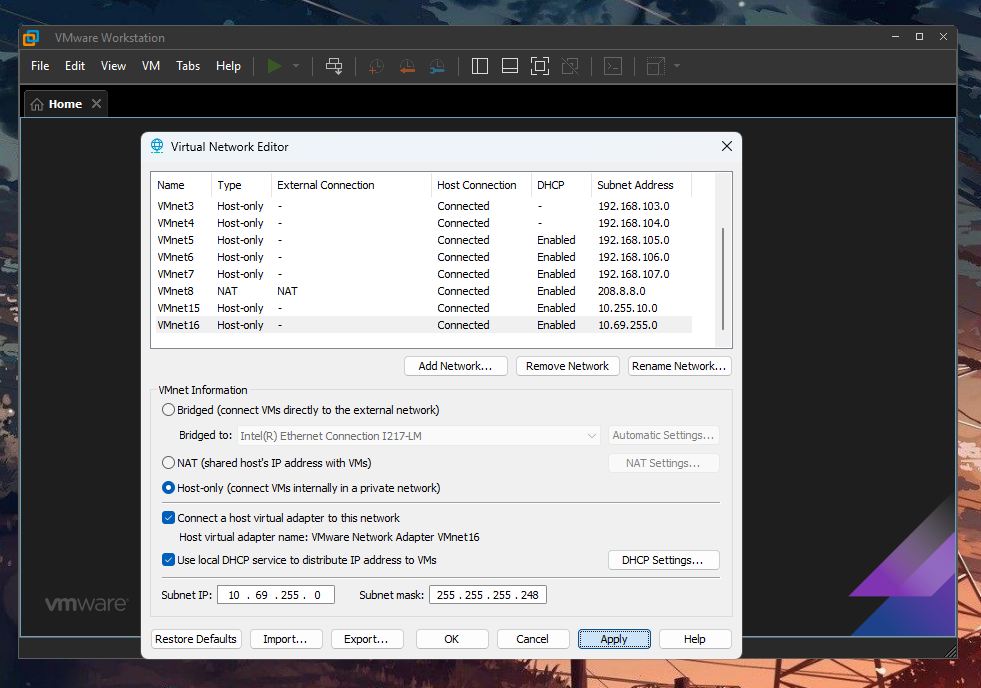 VMware Workstation
File Edit View VM Tabs Help
Home
Virtual Network Editor
Name Type External Connection Host Connection DHCP Subnet Address
VMnet3 Host-only - Connected - 192.168.103.0
VMnet4 Host-only - Connected - 192.168.104.0
VMnet5 Host-only - Connected Enabled 192.168.105.0
VMnet6 Host-only - Connected Enabled 192.168.106.0
VMnet7 Host-only - Connected Enabled 192.168.107.0
VMnet8 NAT NAT Connected Enabled 208.8.8.0
VMnet15 Host-only - Connected Enabled 10.255.10.0
VMnet16 Host-only - Connected Enabled 10.69.255.0
Add Network... Remove Network Rename Network...
VMnet Information
Bridged (connect VMs directly to the external network)
Bridged to: Intel(R) Ethernet Connection I217-LM Automatic Settings...
NAT (shared host's IP address with VMs) NAT Settings...
Host-only (connect VMs internally in a private network)
Connect a host virtual adapter to this network
Host virtual adapter name: VMware Network Adapter VMnet16
Use local DHCP service to distribute IP address to VMs DHCP Settings...
Subnet IP: 10 . 69 . 255 . 0 Subnet mask: 255 . 255 . 255 . 248
vmware®
Restore Defaults Import... Export... OK Cancel Apply Help